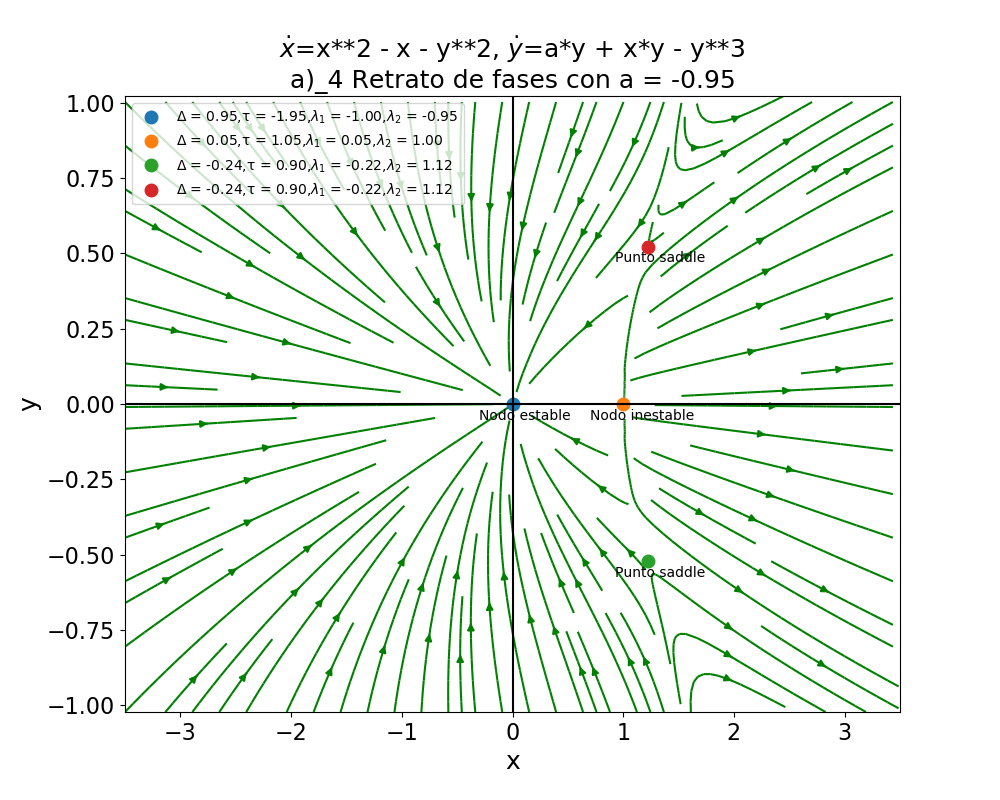 ẋ=x**2 - x - y**2, ẏ=a*y + x*y - y**3
a)_4 Retrato de fases con a = -0.95
Δ = 0.95,τ = -1.95,λ₁ = -1.00,λ₂ = -0.95
Δ = 0.05,τ = 1.05,λ₁ = 0.05,λ₂ = 1.00
Δ = -0.24,τ = 0.90,λ₁ = -0.22,λ₂ = 1.12
Δ = -0.24,τ = 0.90,λ₁ = -0.22,λ₂ = 1.12
1.00
0.75
0.50
0.25
0.00
−0.25
−0.50
−0.75
−1.00
y
Punto saddle
Nodo estable
Nodo inestable
Punto saddle
−3
−2
−1
0
1
2
3
x